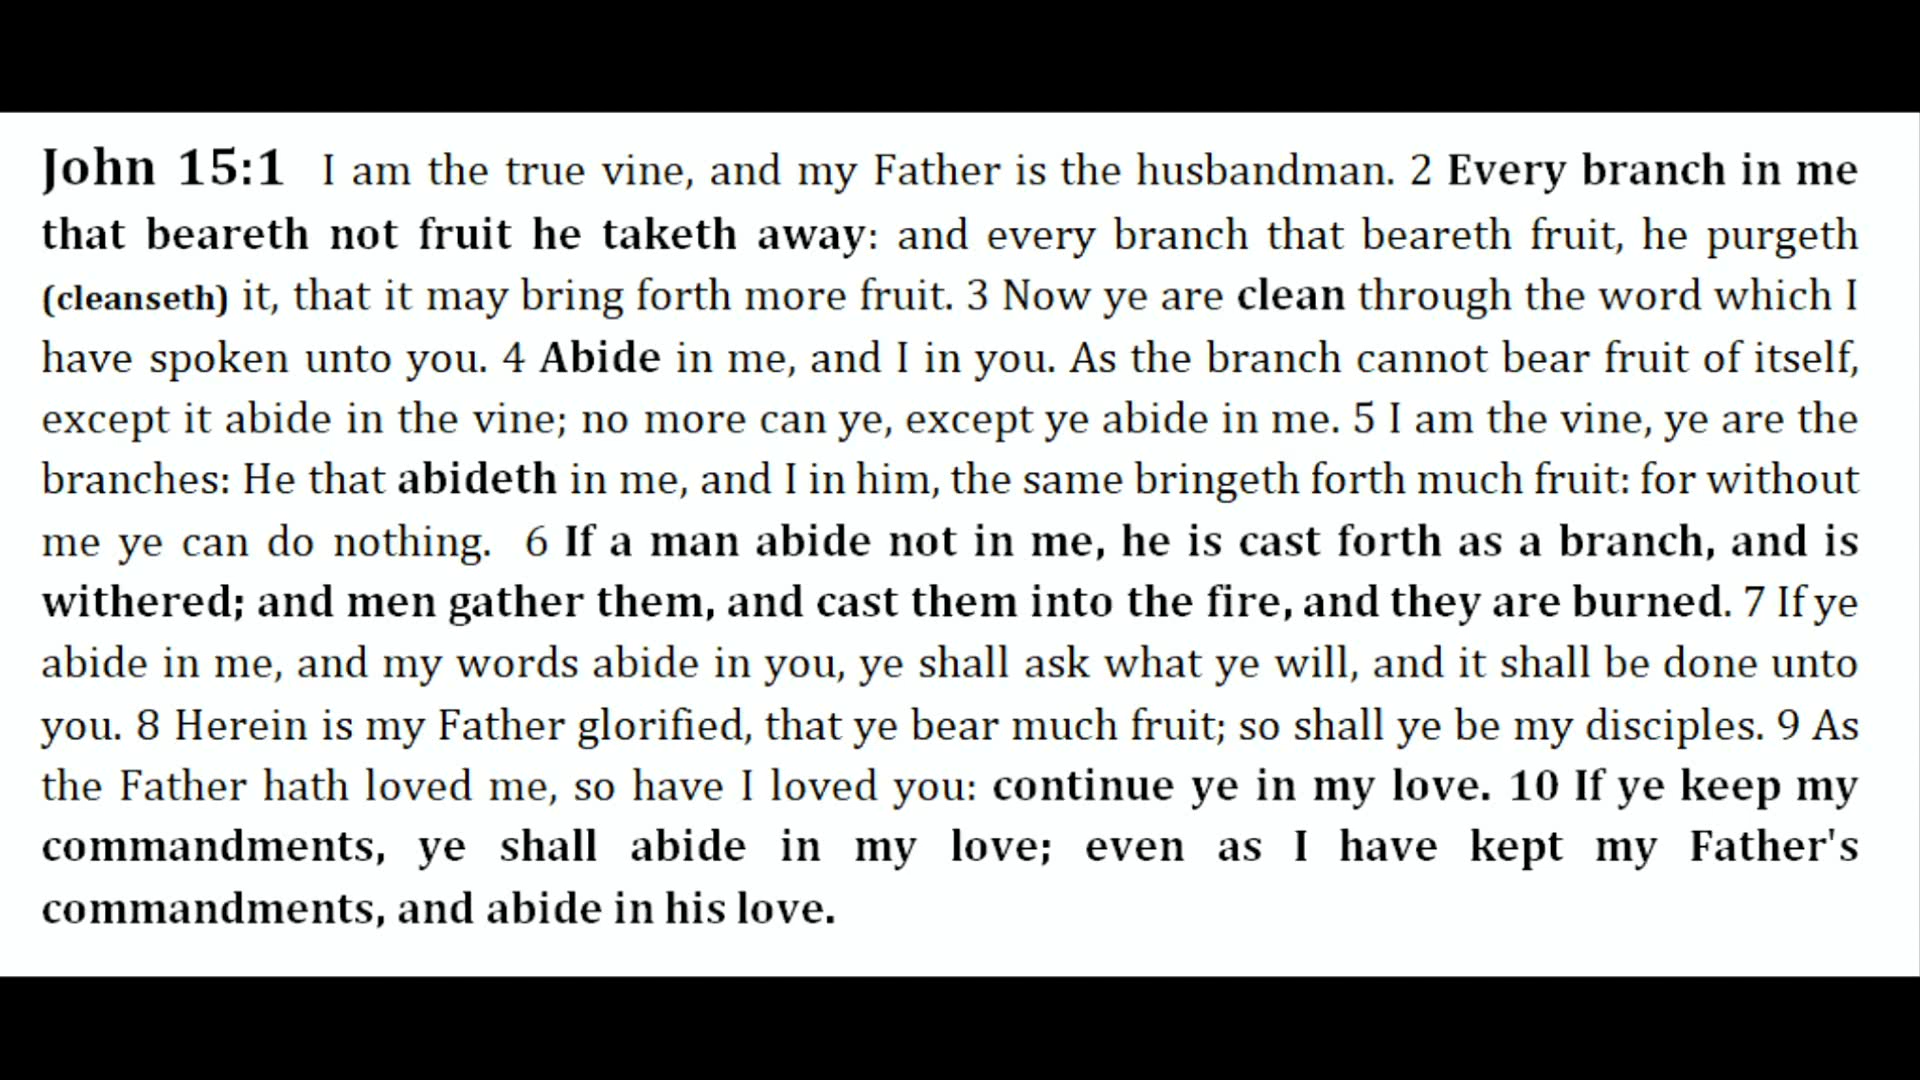 John 15:1 I am the true vine, and my Father is the husbandman. 2 Every branch in me
that beareth not fruit he taketh away: and every branch that beareth fruit, he purgeth
(cleanseth) it, that it may bring forth more fruit. 3 Now ye are clean through the word which I
have spoken unto you. 4 Abide in me, and I in you. As the branch cannot bear fruit of itself,
except it abide in the vine; no more can ye, except ye abide in me. 5 I am the vine, ye are the
branches: He that abideth in me, and I in him, the same bringeth forth much fruit: for without
me ye can do nothing. 6 If a man abide not in me, he is cast forth as a branch, and is
withered; and men gather them, and cast them into the fire, and they are burned. 7 If ye
abide in me, and my words abide in you, ye shall ask what ye will, and it shall be done unto
you. 8 Herein is my Father glorified, that ye bear much fruit; so shall ye be my disciples. 9 As
the Father hath loved me, so have I loved you: continue ye in my love. 10 If ye keep my
commandments, ye shall abide in my love; even as I have kept my Father's
commandments, and abide in his love.